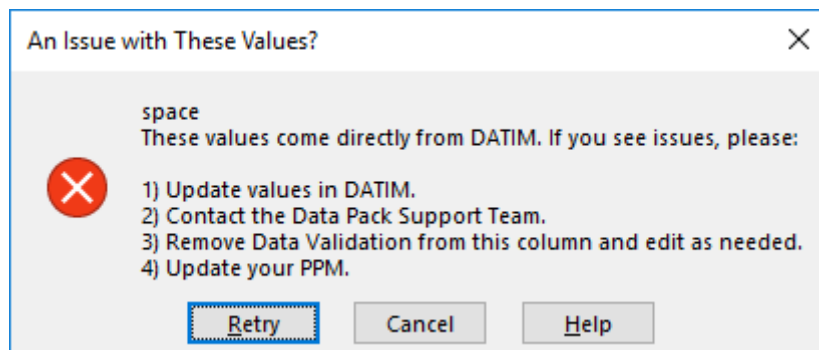 An Issue with These Values?
space
These values come directly from DATIM. If you see issues, please:
1) Update values in DATIM.
2) Contact the Data Pack Support Team.
3) Remove Data Validation from this column and edit as needed.
4) Update your PPM.
Retry Cancel Help